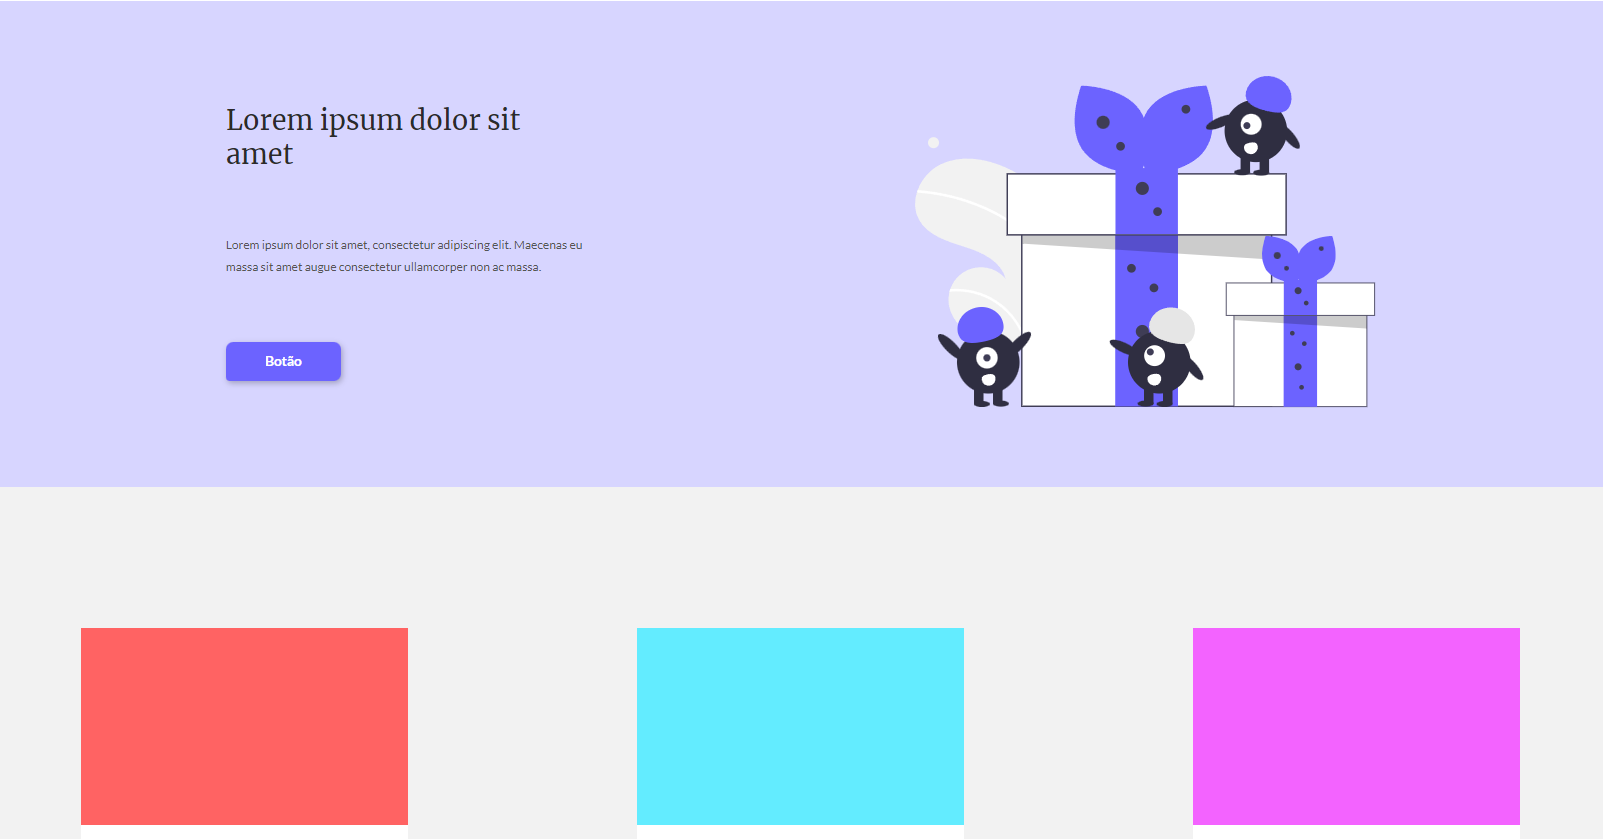 Lorem ipsum dolor sit
amet
Lorem ipsum dolor sit amet, consectetur adipiscing elit. Maecenas eu
massa sit amet augue consectetur ullamcorper non ac massa.
Botão